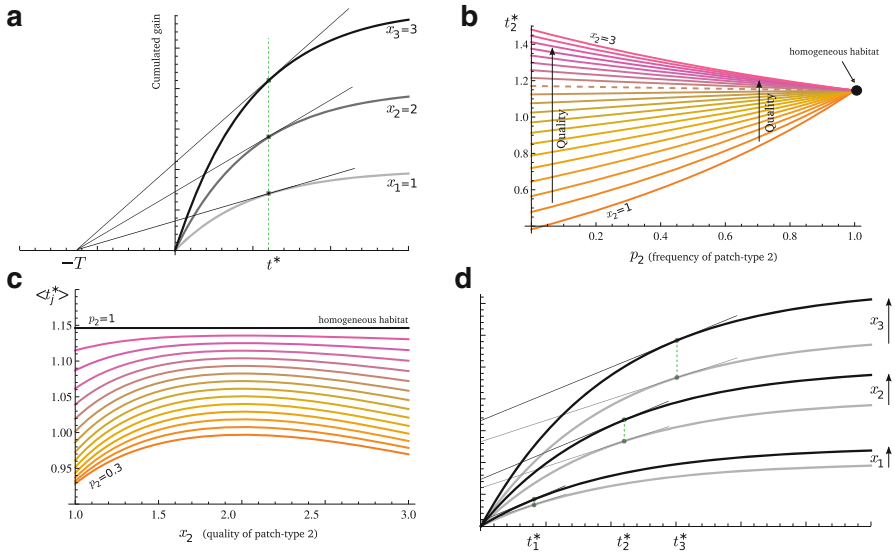 a
Cumulated gain
x3=3
x2=2
x1=1
−T
t*
b
t2*
1.4
1.2
1.0
0.8
0.6
x2=3
homogeneous habitat
Quality
Quality
x2=1
0.2
0.4
0.6
0.8
1.0
p2 (frequency of patch-type 2)
c
<tj*>
1.15
1.10
1.05
1.00
0.95
p2=1
homogeneous habitat
p2=0.3
1.0
1.5
2.0
2.5
3.0
x2 (quality of patch-type 2)
d
x3
x2
x1
t1*
t2*
t3*